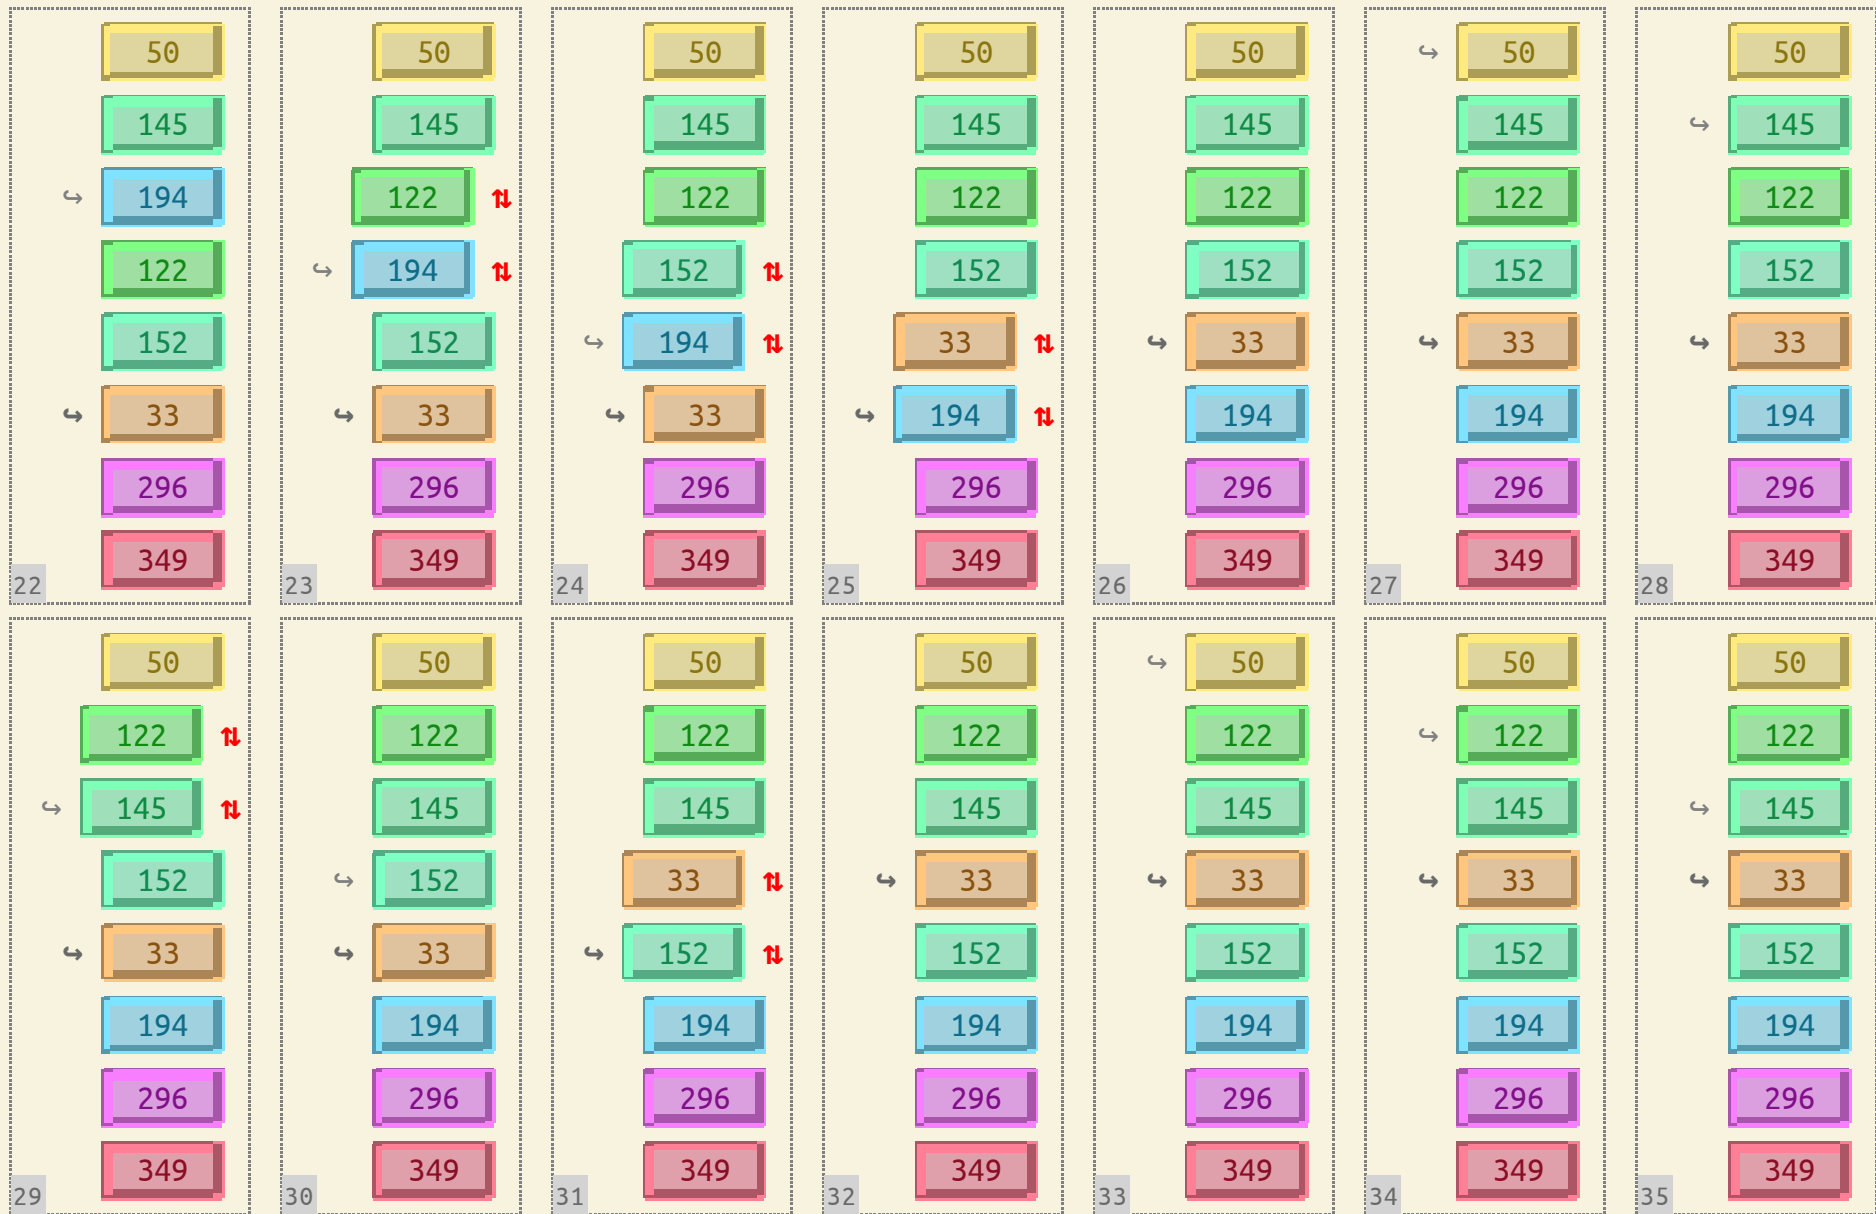 50 50 50 50 50 ↪ 50 50
145 145 145 145 145 145 ↪ 145
↪ 194 122 ⇅ 122 122 122 122 122
122 ↪ 194 ⇅ 152 ⇅ 152 152 152 152
152 152 ↪ 194 ⇅ 33 ⇅ ↪ 33 ↪ 33 ↪ 33
↪ 33 ↪ 33 ↪ 33 ↪ 194 ⇅ 194 194 194
296 296 296 296 296 296 296
349 349 349 349 349 349 349
22 23 24 25 26 27 28
50 50 50 50 ↪ 50 50 50
122 ⇅ 122 122 122 122 ↪ 122 122
↪ 145 ⇅ 145 145 145 145 145 ↪ 145
152 ↪ 152 33 ⇅ ↪ 33 ↪ 33 ↪ 33 ↪ 33
↪ 33 ↪ 33 ↪ 152 ⇅ 152 152 152 152
194 194 194 194 194 194 194
296 296 296 296 296 296 296
349 349 349 349 349 349 349
29 30 31 32 33 34 35